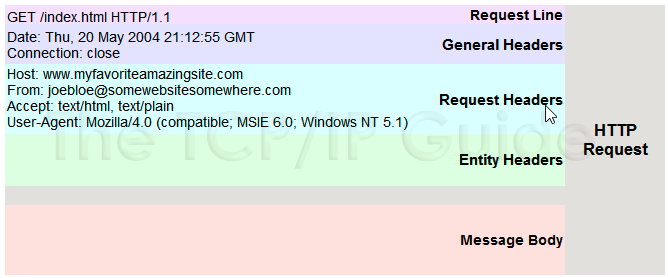 GET /index.html HTTP/1.1
Request Line
Date: Thu, 20 May 2004 21:12:55 GMT
Connection: close
General Headers
Host: www.myfavoriteamazingsite.com
From: joebloe@somewebsitesomewhere.com
Accept: text/html, text/plain
User-Agent: Mozilla/4.0 (compatible; MSIE 6.0; Windows NT 5.1)
Request Headers
Entity Headers
Message Body
HTTP
Request
The TCP/IP Guide